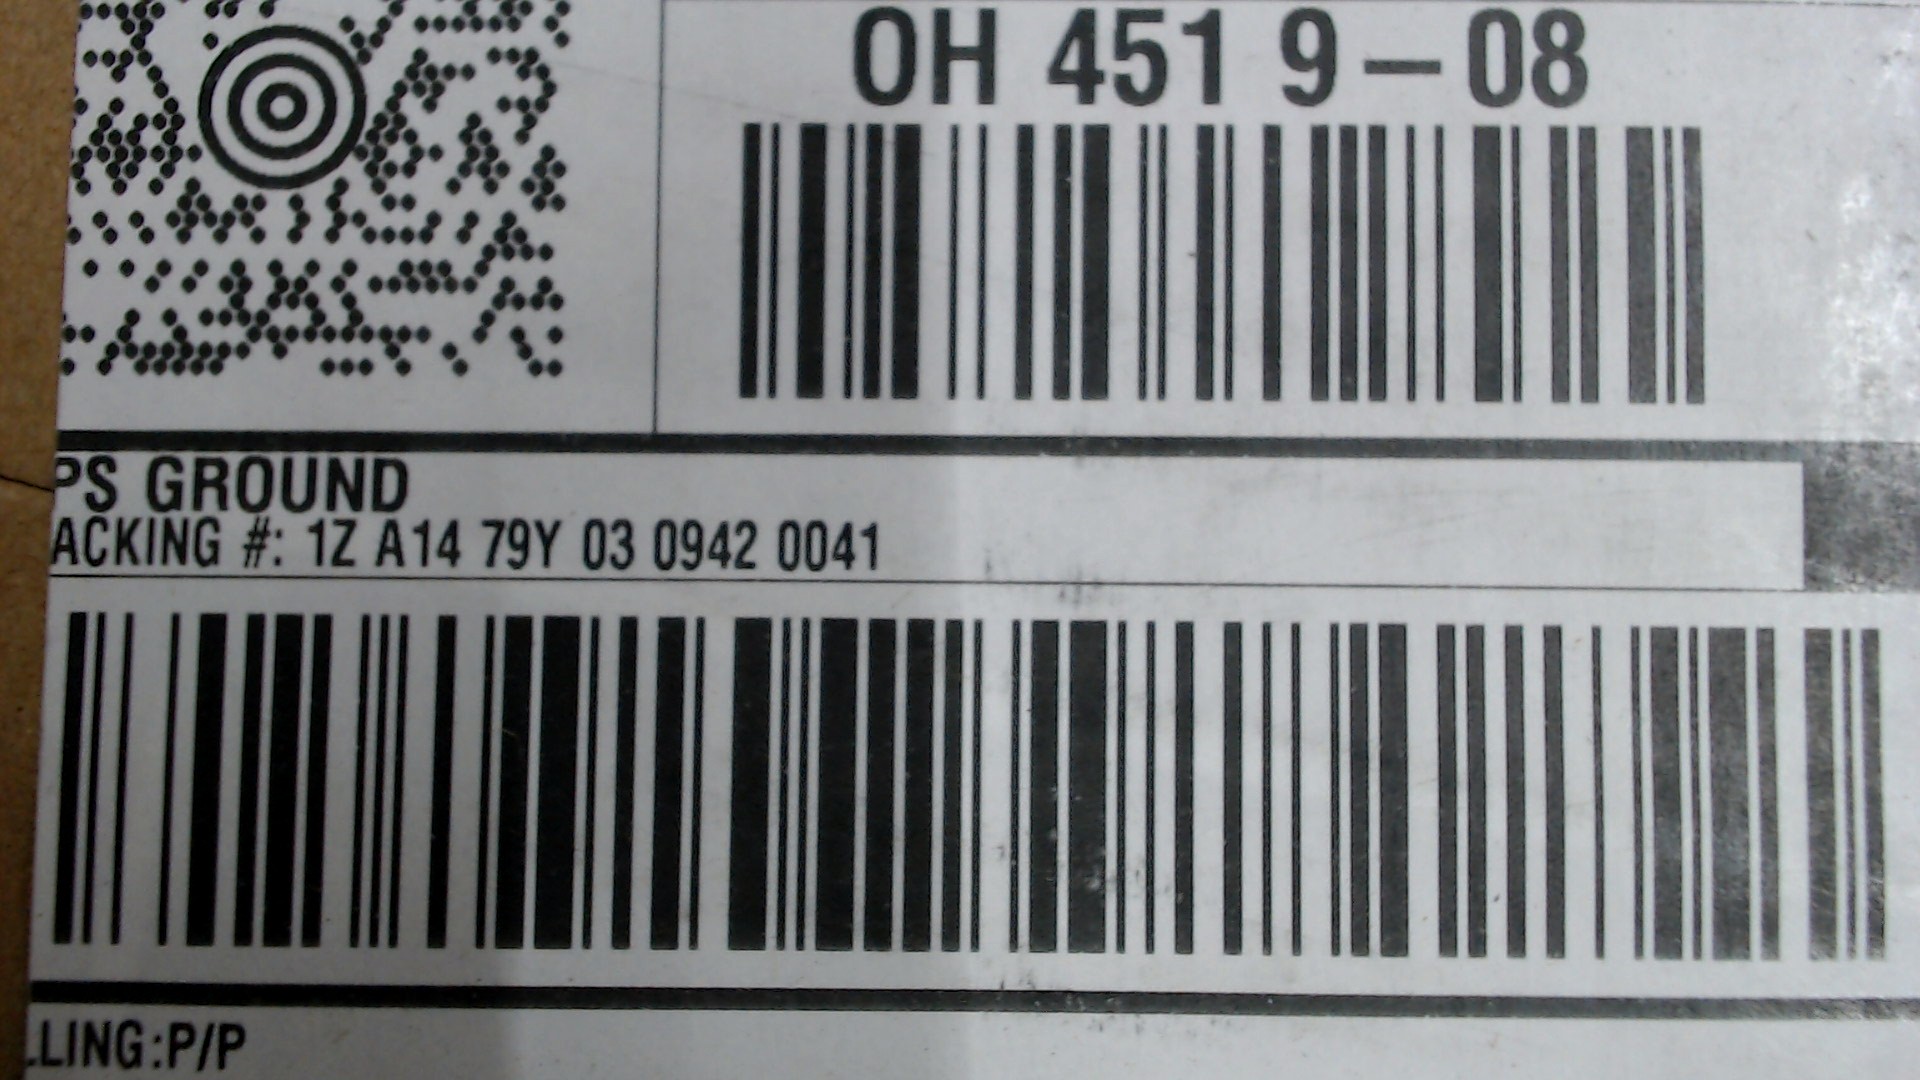 OH 451 9-08
PS GROUND
ACKING #: 1Z A14 79Y 03 0942 0041
LLING:P/P